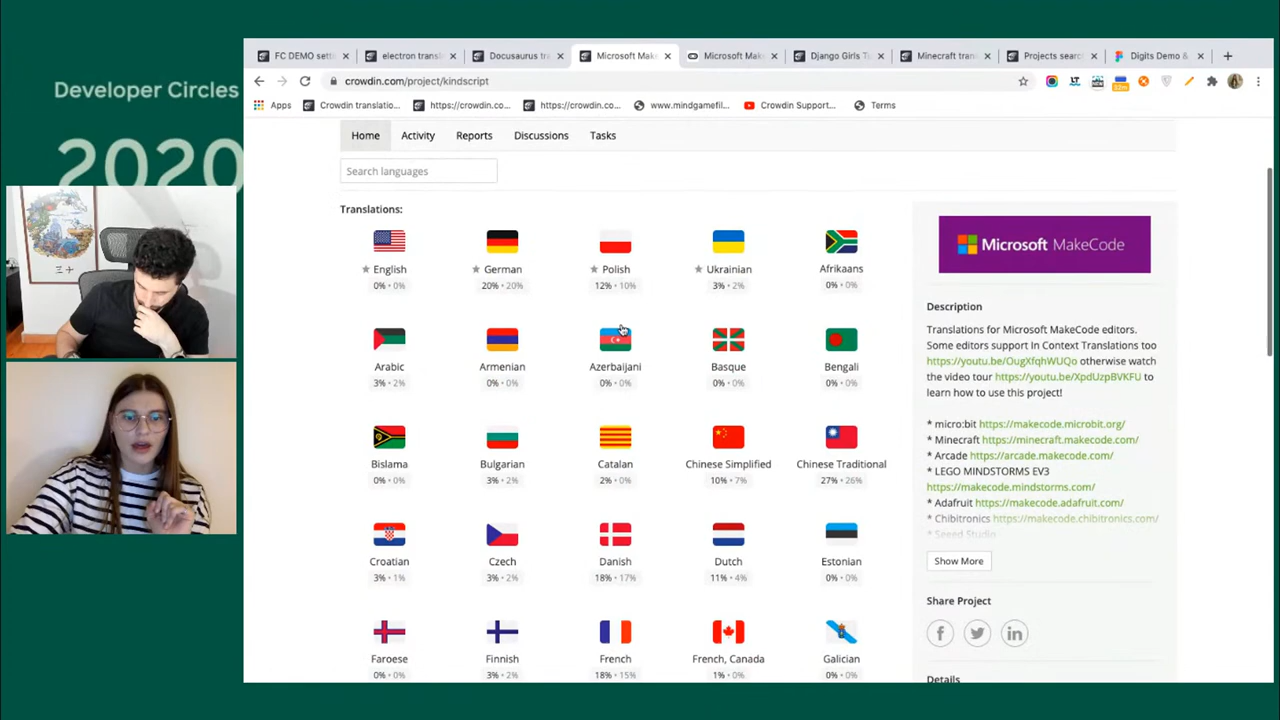 Developer Circles
2020
三十
FC DEMO sett
electron transl
Docusaurus tra
Microsoft Make
Microsoft Make
Django Girls T
Minecraft tran
Projects searc
Digits Demo &
crowdin.com/project/kindscript
Apps
Crowdin translatio...
https://crowdin.co...
https://crowdin.co...
www.mindgamefil...
Crowdin Support...
Terms
Home
Activity
Reports
Discussions
Tasks
Search languages
Translations:
English
German
Polish
Ukrainian
Afrikaans
0% • 0%
20% • 20%
12% • 10%
3% • 2%
0% • 0%
Arabic
Armenian
Azerbaijani
Basque
Bengali
3% • 2%
0% • 0%
0% • 0%
0% • 0%
0% • 0%
Bislama
Bulgarian
Catalan
Chinese Simplified
Chinese Traditional
0% • 0%
3% • 2%
2% • 0%
10% • 7%
27% • 26%
Croatian
Czech
Danish
Dutch
Estonian
3% • 1%
3% • 2%
18% • 17%
11% • 4%
0% • 0%
Faroese
Finnish
French
French, Canada
Galician
0% • 0%
3% • 2%
18% • 15%
1% • 0%
0% • 0%
Microsoft MakeCode
Description
Translations for Microsoft MakeCode editors.
Some editors support In Context Translations too
https://youtu.be/OugXfqhWUQo otherwise watch
the video tour https://youtu.be/XpdUzpBVKFU to
learn how to use this project!
* micro:bit https://makecode.microbit.org/
* Minecraft https://minecraft.makecode.com/
* Arcade https://arcade.makecode.com/
* LEGO MINDSTORMS EV3
https://makecode.mindstorms.com/
* Adafruit https://makecode.adafruit.com/
* Chibitronics https://makecode.chibitronics.com/
* Seeed Studio
Show More
Share Project
Details